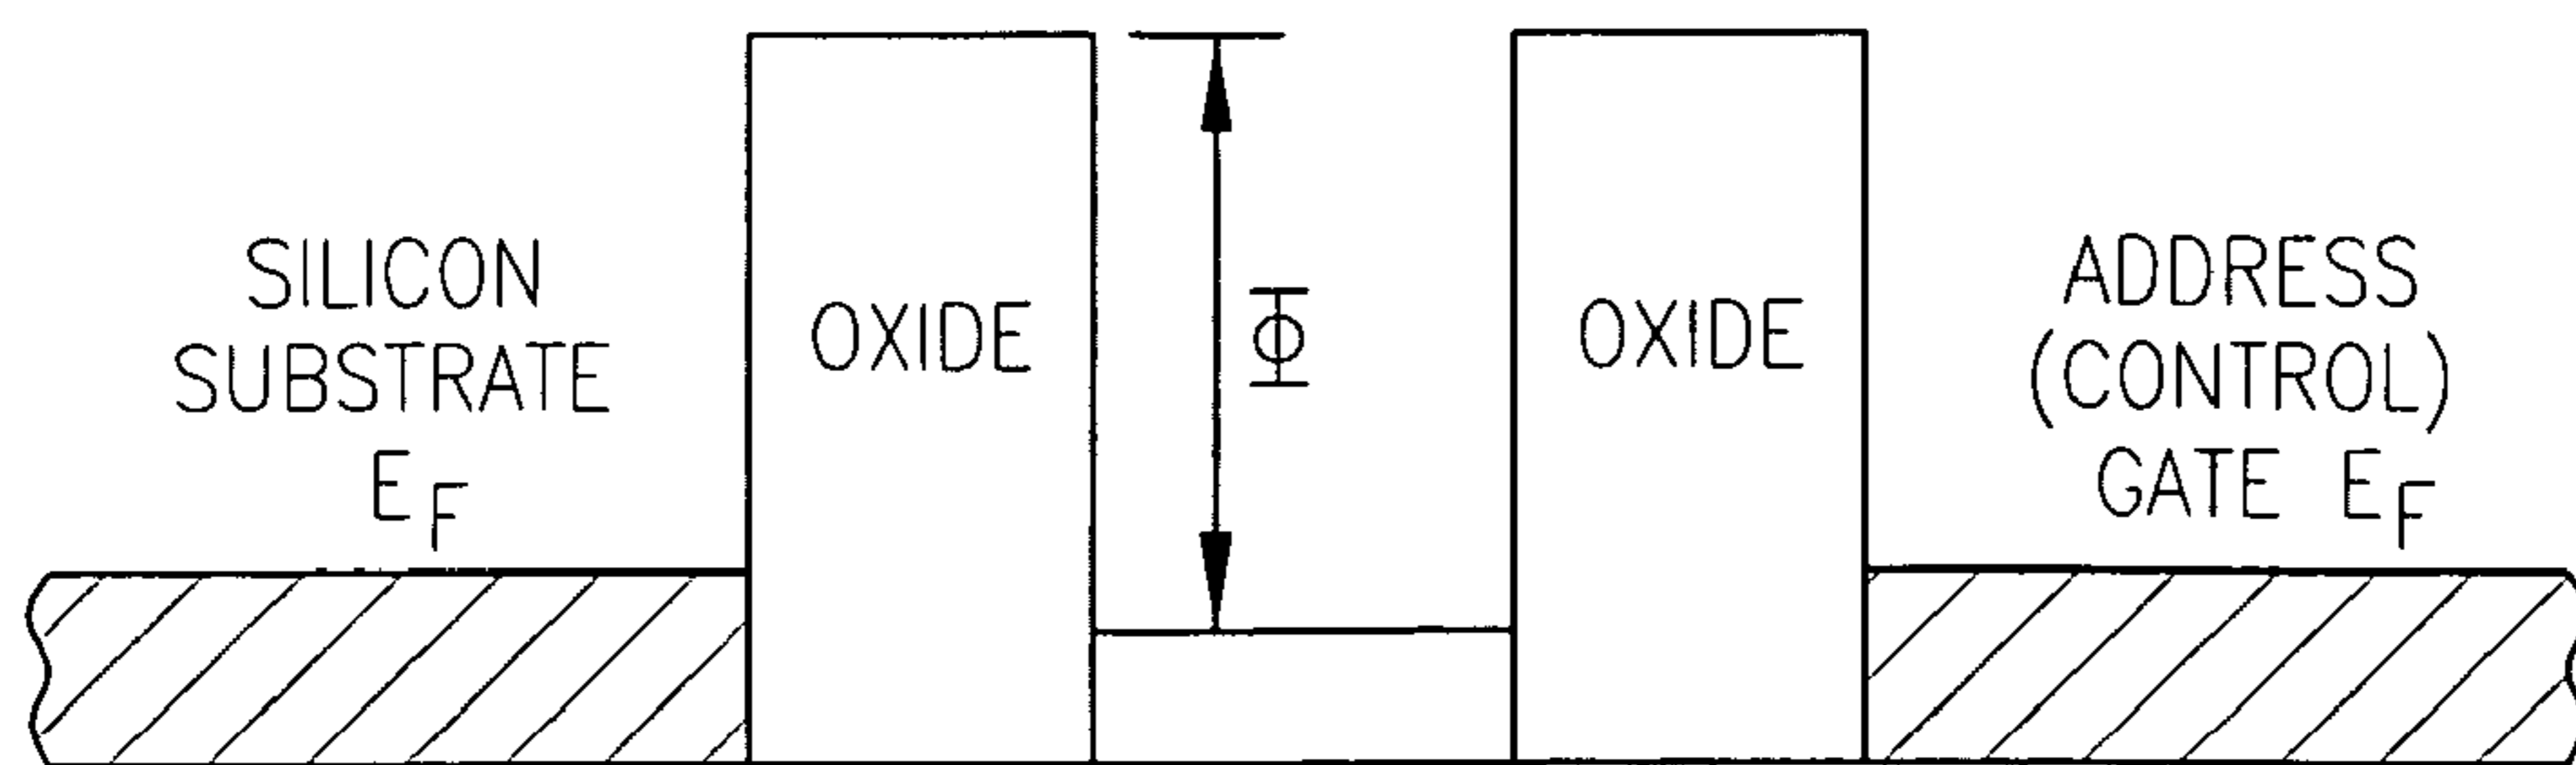 SILICON
SUBSTRATE
E_F
OXIDE
Φ
OXIDE
ADDRESS
(CONTROL)
GATE E_F